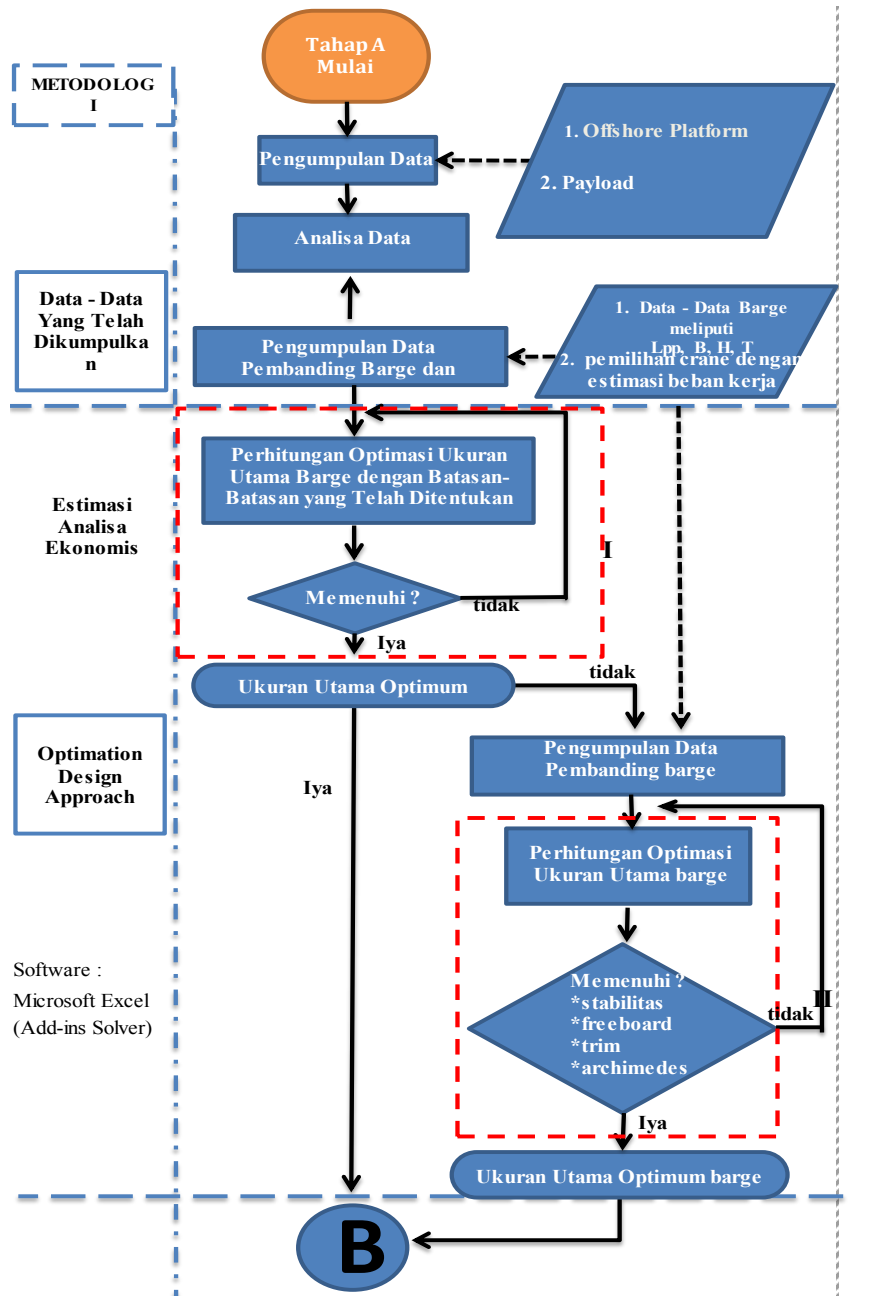 Tahap A
Mulai
METODOLOG
I
1. Offshore Platform
Pengumpulan Data
2. Payload
Analisa Data
Data - Data
Yang Telah
Dikumpulka
n
1. Data - Data Barge
meliputi
Lpp, B, H, T
2. pemilihan crane dengan
estimasi beban kerja
Pengumpulan Data
Pembanding Barge dan
Perhitungan Optimasi Ukuran
Utama Barge dengan Batasan-
Batasan yang Telah Ditentukan
Estimasi
Analisa
Ekonomis
I
Memenuhi ?
tidak
Iya
Ukuran Utama Optimum
tidak
Optimation
Design
Approach
Pengumpulan Data
Pembanding barge
Iya
Perhitungan Optimasi
Ukuran Utama barge
Software :
Microsoft Excel
(Add-ins Solver)
Memenuhi ?
*stabilitas
*freeboard
*trim
*archimedes
II
tidak
Iya
Ukuran Utama Optimum barge
B